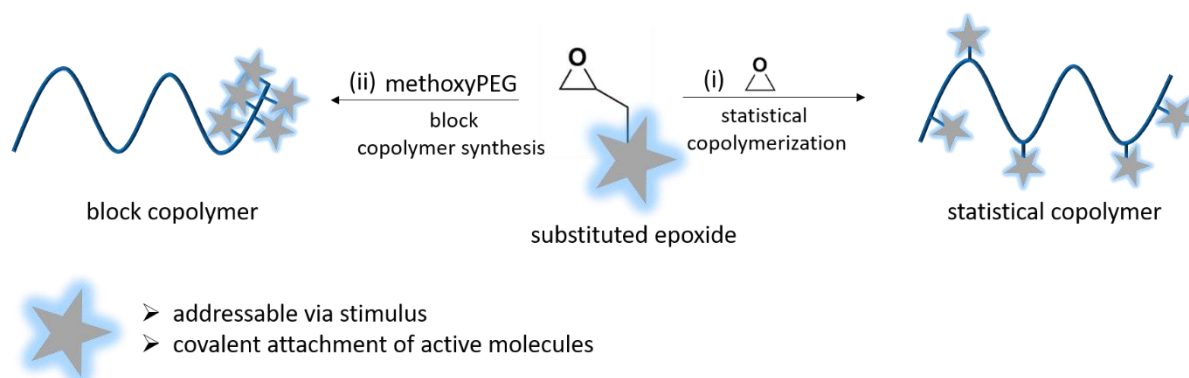 (ii) methoxyPEG
block
copolymer synthesis
O
(i)
O
statistical
copolymerization
block copolymer
substituted epoxide
statistical copolymer
➢ addressable via stimulus
➢ covalent attachment of active molecules